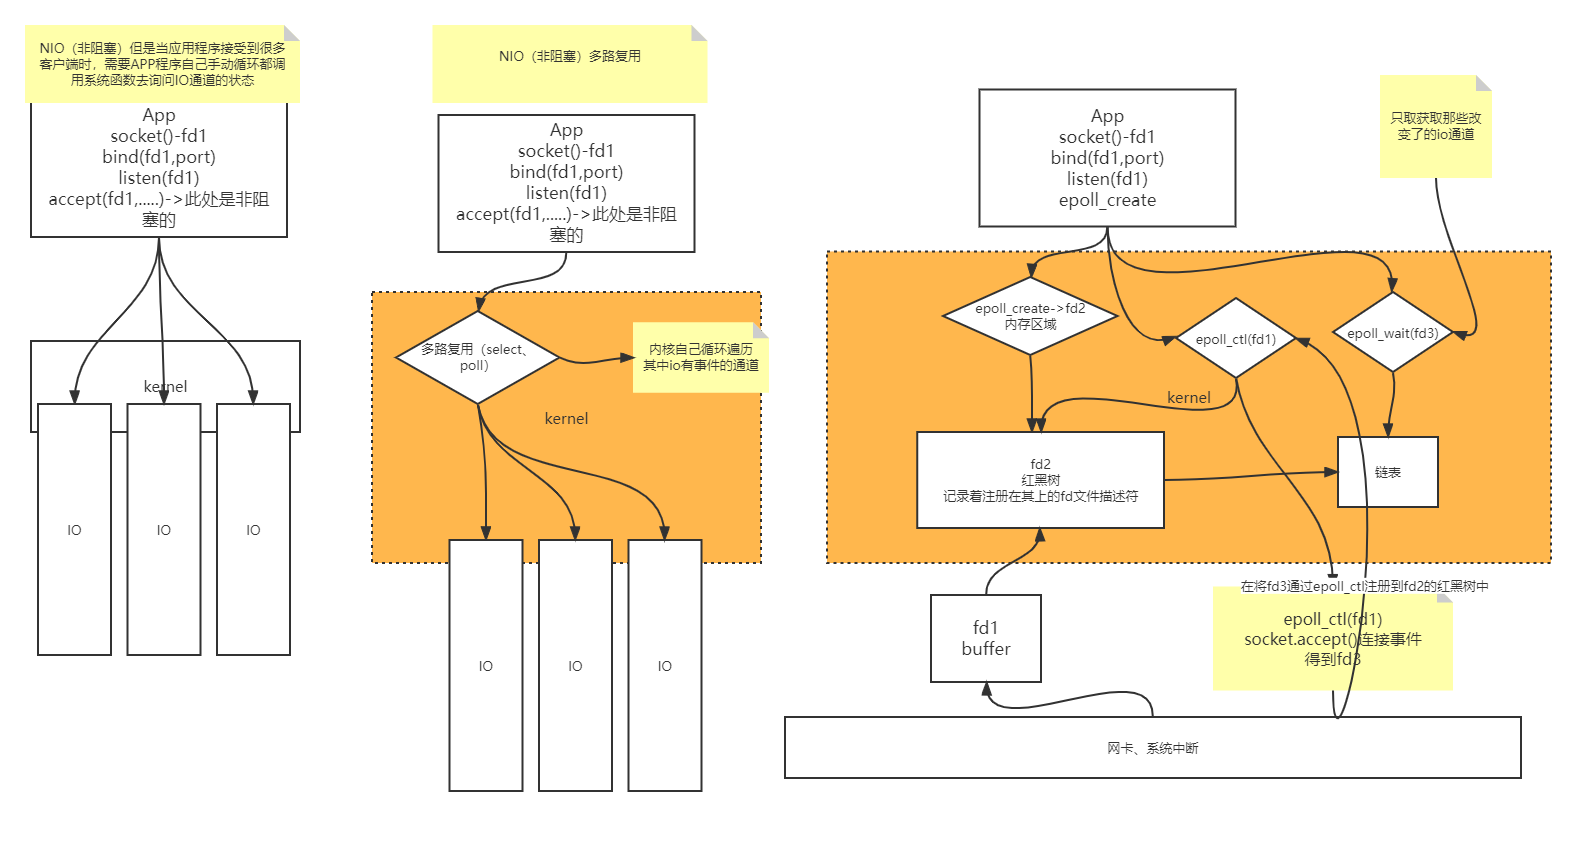 NIO（非阻塞）但是当应用程序接受到很多
客户端时，需要APP程序自己手动循环都调
用系统函数去询问IO通道的状态
App
socket()-fd1
bind(fd1,port)
listen(fd1)
accept(fd1,.....)->此处是非阻
塞的
kernel
IO
IO
IO
NIO（非阻塞）多路复用
App
socket()-fd1
bind(fd1,port)
listen(fd1)
accept(fd1,.....)->此处是非阻
塞的
多路复用（select、
poll）
内核自己循环遍历
其中io有事件的通道
kernel
IO
IO
IO
App
socket()-fd1
bind(fd1,port)
listen(fd1)
epoll_create
只取获取那些改
变了的io通道
epoll_create->fd2
内存区域
epoll_ctl(fd1)
epoll_wait(fd3)
kernel
fd2
红黑树
记录着注册在其上的fd文件描述符
链表
在将fd3通过epoll_ctl注册到fd2的红黑树中
epoll_ctl(fd1)
socket.accept()连接事件
得到fd3
fd1
buffer
网卡、系统中断